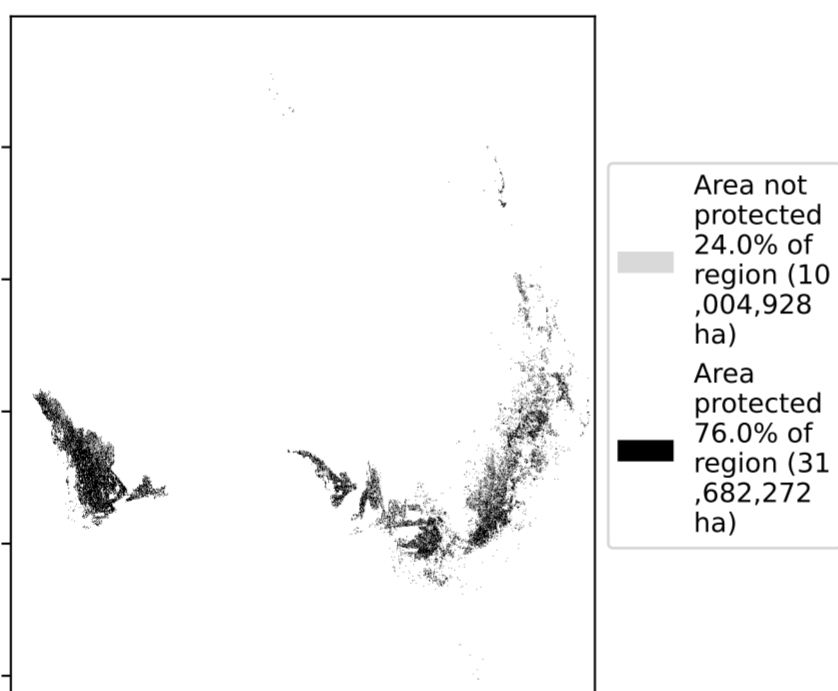 Area not
protected
24.0% of
region (10
,004,928
ha)
Area
protected
76.0% of
region (31
,682,272
ha)